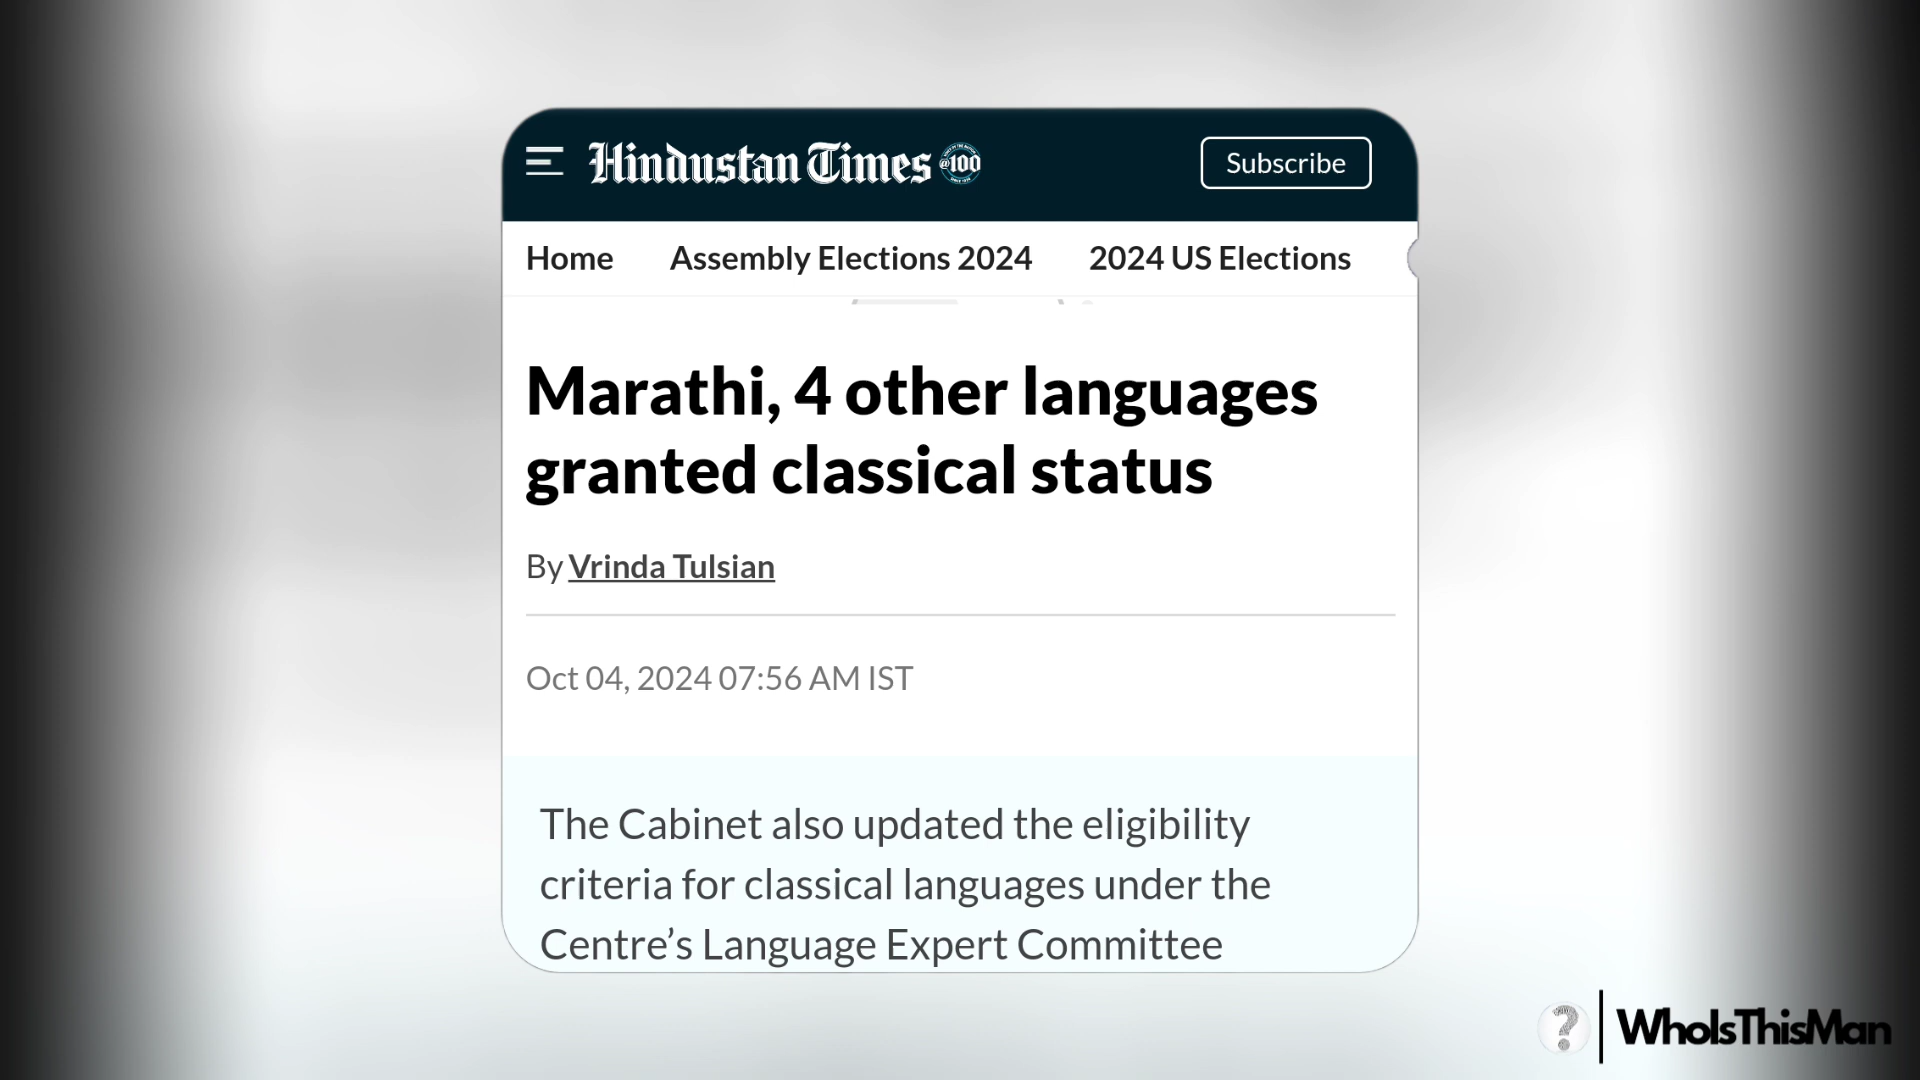 Hindustan Times @100
Subscribe
Home Assembly Elections 2024 2024 US Elections
Marathi, 4 other languages
granted classical status
By Vrinda Tulsian
Oct 04, 2024 07:56 AM IST
The Cabinet also updated the eligibility
criteria for classical languages under the
Centre’s Language Expert Committee
? WhoIsThisMan